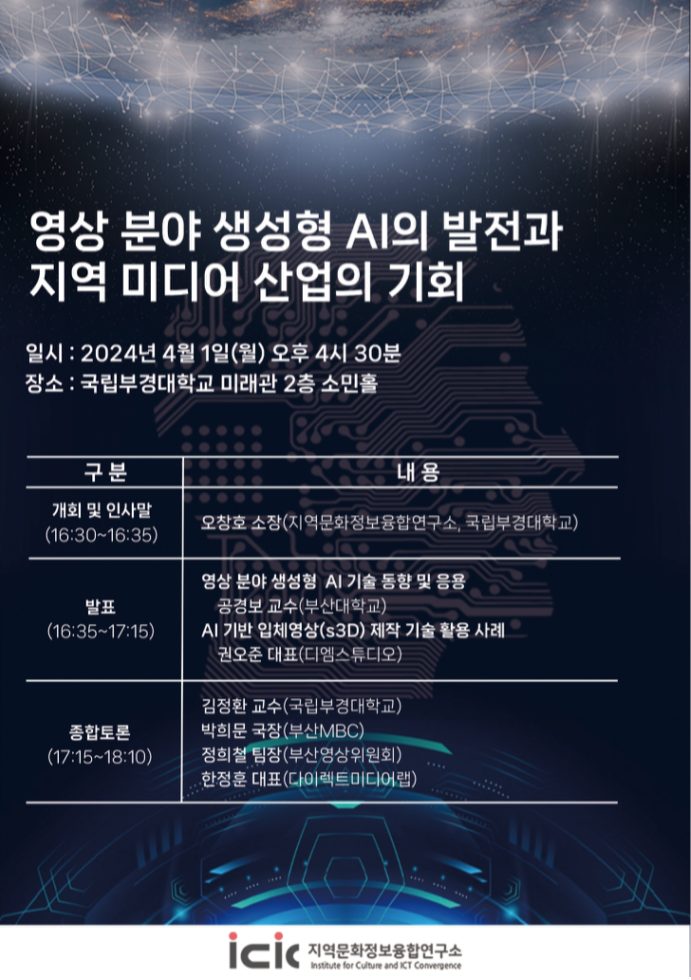 영상 분야 생성형 AI의 발전과
지역 미디어 산업의 기회
일시 : 2024년 4월 1일(월) 오후 4시 30분
장소 : 국립부경대학교 미래관 2층 소민홀
구 분
내 용
개회 및 인사말
(16:30~16:35)
오창호 소장(지역문화정보융합연구소, 국립부경대학교)
발표
(16:35~17:15)
영상 분야 생성형 AI 기술 동향 및 응용
공경보 교수(부산대학교)
AI 기반 입체영상(s3D) 제작 기술 활용 사례
권오준 대표(디엠스튜디오)
종합토론
(17:15~18:10)
김정환 교수(국립부경대학교)
박희문 국장(부산MBC)
정희철 팀장(부산영상위원회)
한정훈 대표(다이렉트미디어랩)
icic 지역문화정보융합연구소
Institute for Culture and ICT Convergence